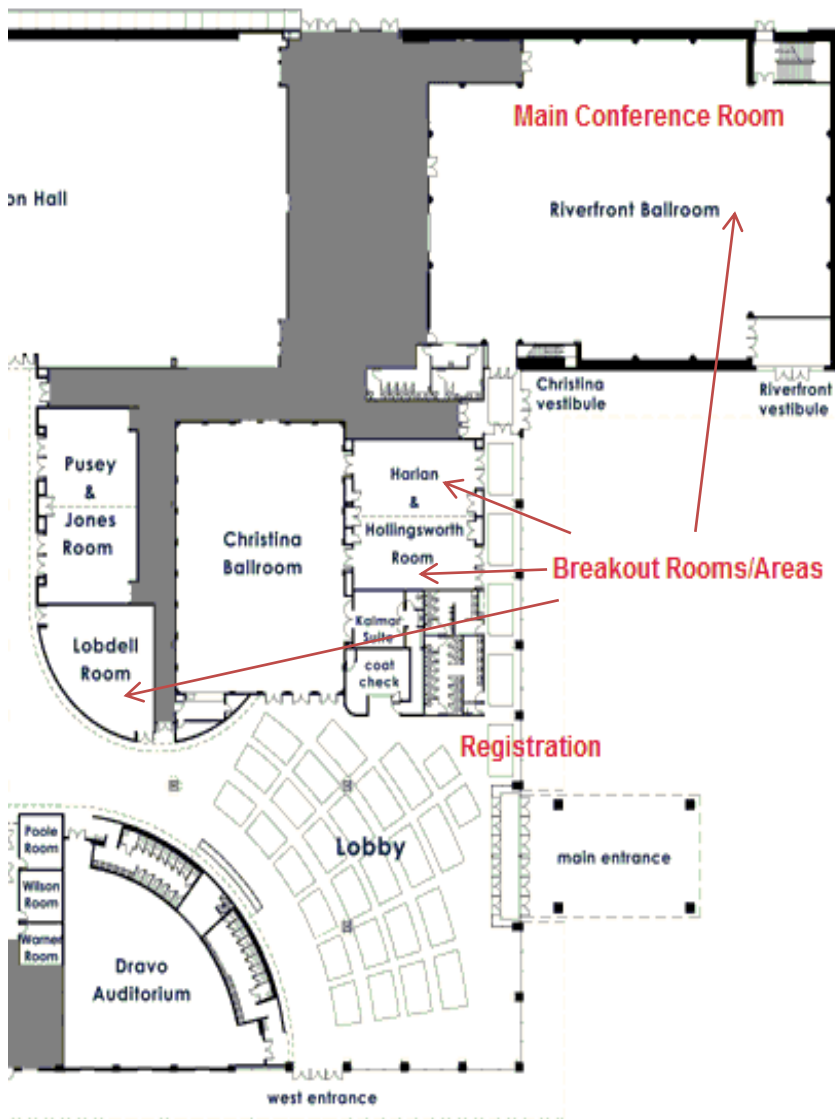 Main Conference Room
on Hall
Riverfront Ballroom
Christina
vestibule
Riverfront
vestibule
Pusey
&
Jones
Room
Harlan
&
Hollingsworth
Room
Christina
Ballroom
Breakout Rooms/Areas
Kalmar
Suite
Lobdell
Room
coat
check
Registration
Lobby
main entrance
Poole
Room
Wilson
Room
Warner
Room
Dravo
Auditorium
west entrance